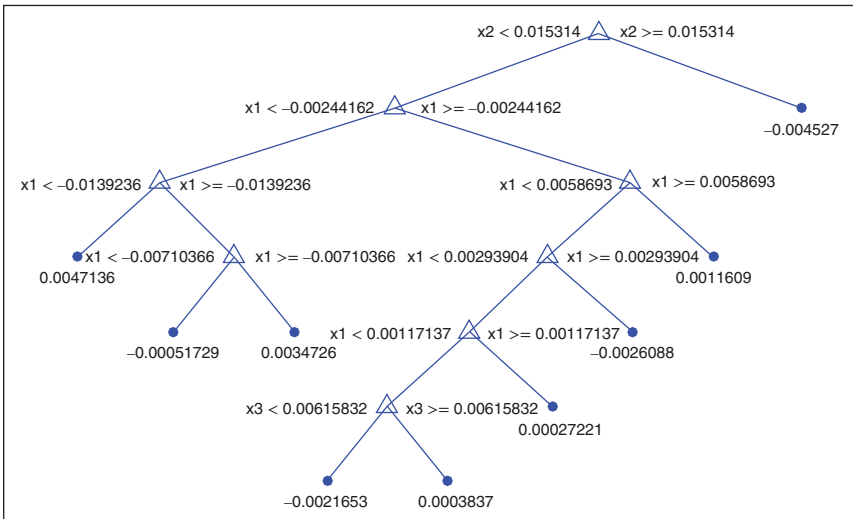 x2 < 0.015314 x2 >= 0.015314
x1 < –0.00244162 x1 >= –0.00244162
–0.004527
x1 < –0.0139236 x1 >= –0.0139236 x1 < 0.0058693 x1 >= 0.0058693
x1 < –0.00710366 x1 >= –0.00710366 x1 < 0.00293904 x1 >= 0.00293904
0.0047136 0.0011609
x1 < 0.00117137 x1 >= 0.00117137
–0.00051729 0.0034726 –0.0026088
x3 < 0.00615832 x3 >= 0.00615832
0.00027221
–0.0021653 0.0003837